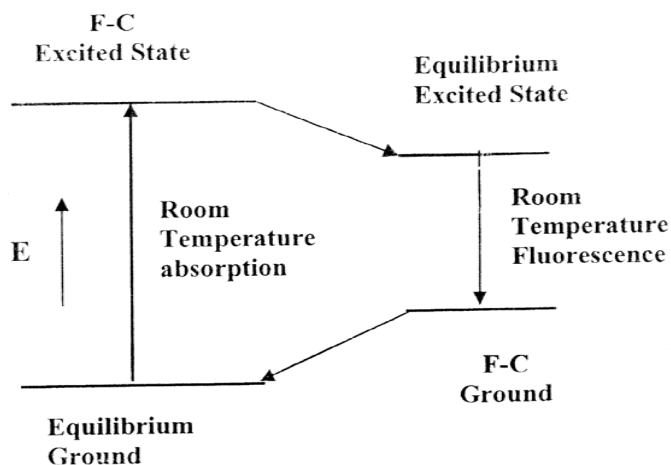 F-C
Excited State
Equilibrium
Excited State
Room
Temperature
absorption
Room
Temperature
Fluorescence
E
F-C
Ground
Equilibrium
Ground